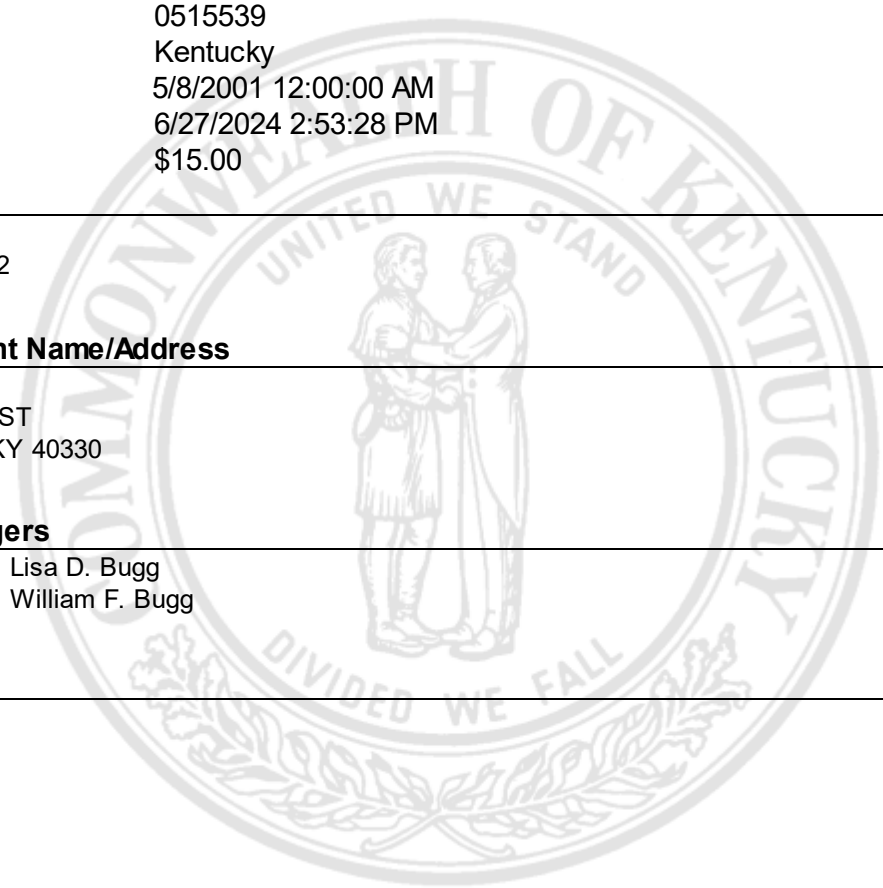 0515539
Kentucky
5/8/2001 12:00:00 AM
6/27/2024 2:53:28 PM
$15.00
2
nt Name/Address
ST
KY 40330
gers
Lisa D. Bugg
William F. Bugg
COMMONWEALTH OF KENTUCKY
UNITED WE STAND
DIVIDED WE FALL